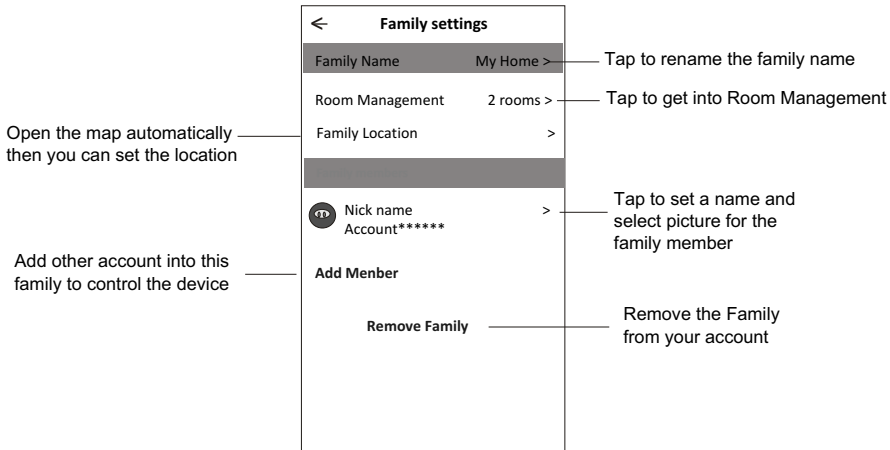 ← Family settings
Family Name My Home >
Tap to rename the family name
Room Management 2 rooms >
Tap to get into Room Management
Open the map automatically
then you can set the location
Family Location >
Nick name >
Account******
Tap to set a name and
select picture for the
family member
Add other account into this
family to control the device
Add Menber
Remove Family
Remove the Family
from your account